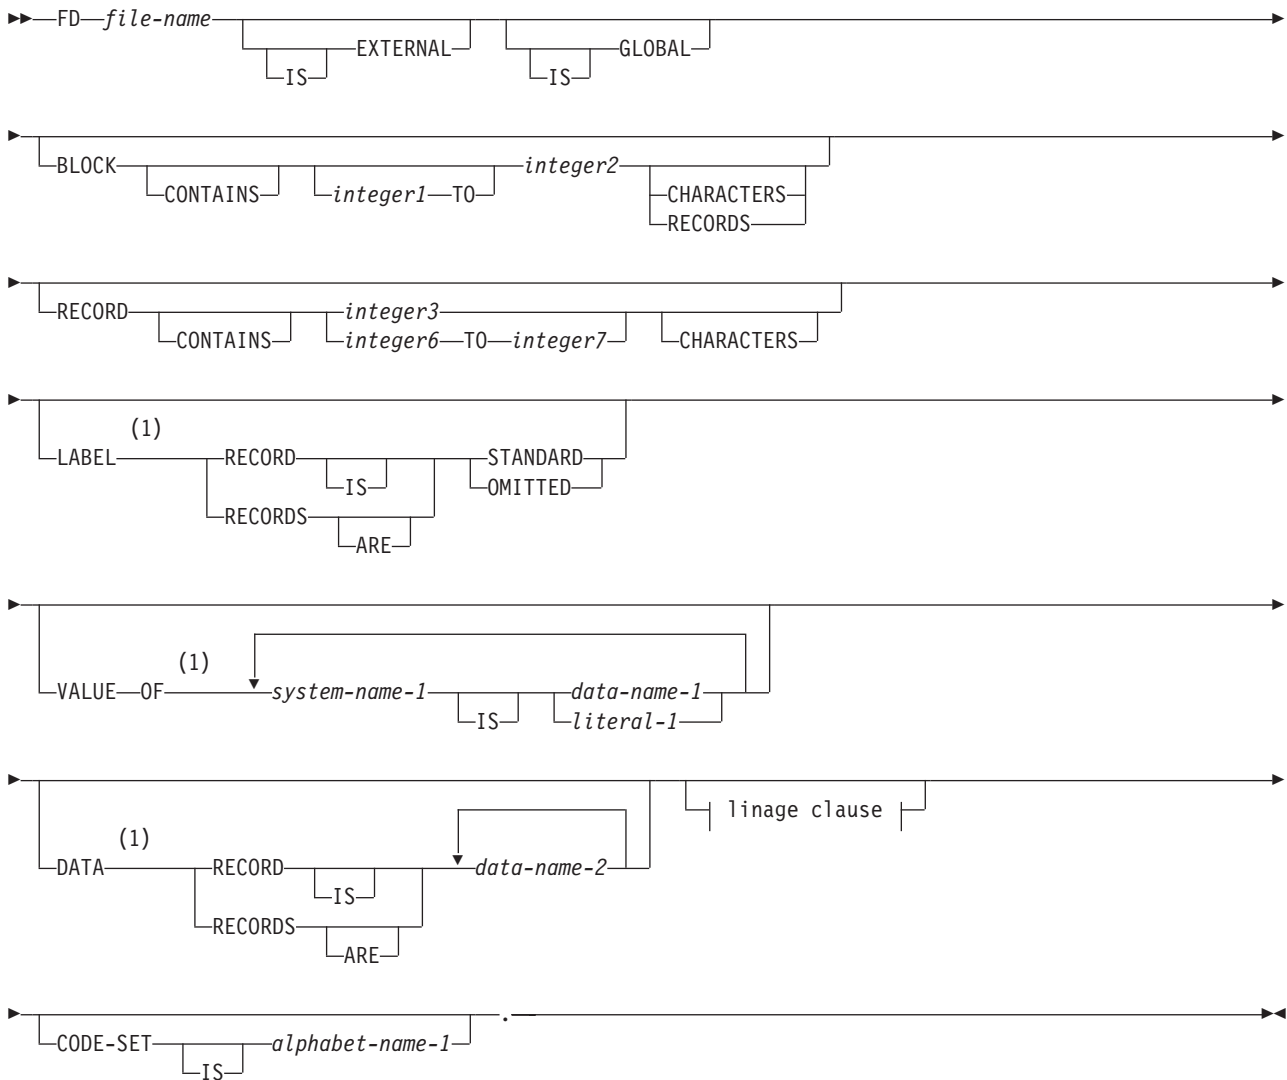 FD file-name EXTERNAL GLOBAL
IS IS
BLOCK integer2
CONTAINS integer1 TO CHARACTERS
RECORDS
RECORD integer3
CONTAINS integer6 TO integer7 CHARACTERS
(1)
LABEL RECORD STANDARD
IS OMITTED
RECORDS
ARE
(1)
VALUE OF system-name-1 data-name-1
IS literal-1
linage clause
(1)
DATA RECORD data-name-2
IS
RECORDS
ARE
.
CODE-SET alphabet-name-1
IS